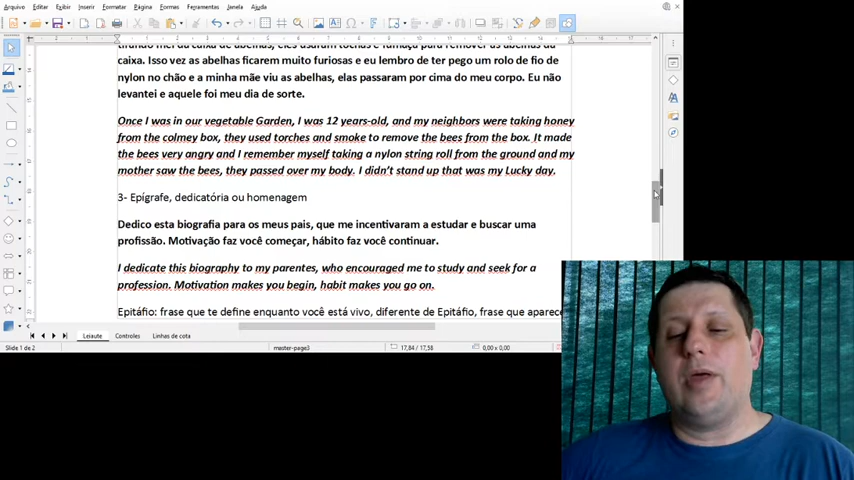 Arquivo Editar Exibir Inserir Formatar Página Formas Ferramentas Janela Ajuda
tirando mel da caixa de abelhas, eles usaram tochas e fumaça para remover as abelhas da
caixa. Isso vez as abelhas ficarem muito furiosas e eu lembro de ter pego um rolo de fio de
nylon no chão e a minha mãe viu as abelhas, elas passaram por cima do meu corpo. Eu não
levantei e aquele foi meu dia de sorte.
Once I was in our vegetable Garden, I was 12 years-old, and my neighbors were taking honey
from the colmey box, they used torches and smoke to remove the bees from the box. It made
the bees very angry and I remember myself taking a nylon string roll from the ground and my
mother saw the bees, they passed over my body. I didn't stand up that was my Lucky day.
3- Epígrafe, dedicatória ou homenagem
Dedico esta biografia para os meus pais, que me incentivaram a estudar e buscar uma
profissão. Motivação faz você começar, hábito faz você continuar.
I dedicate this biography to my parentes, who encouraged me to study and seek for a
profession. Motivation makes you begin, habit makes you go on.
Epitáfio: frase que te define enquanto você está vivo, diferente de Epitáfio, frase que aparece
Leiaute Controles Linhas de cota
Slide 1 de 2 master-page3 17,84 / 17,58 0,00 x 0,00